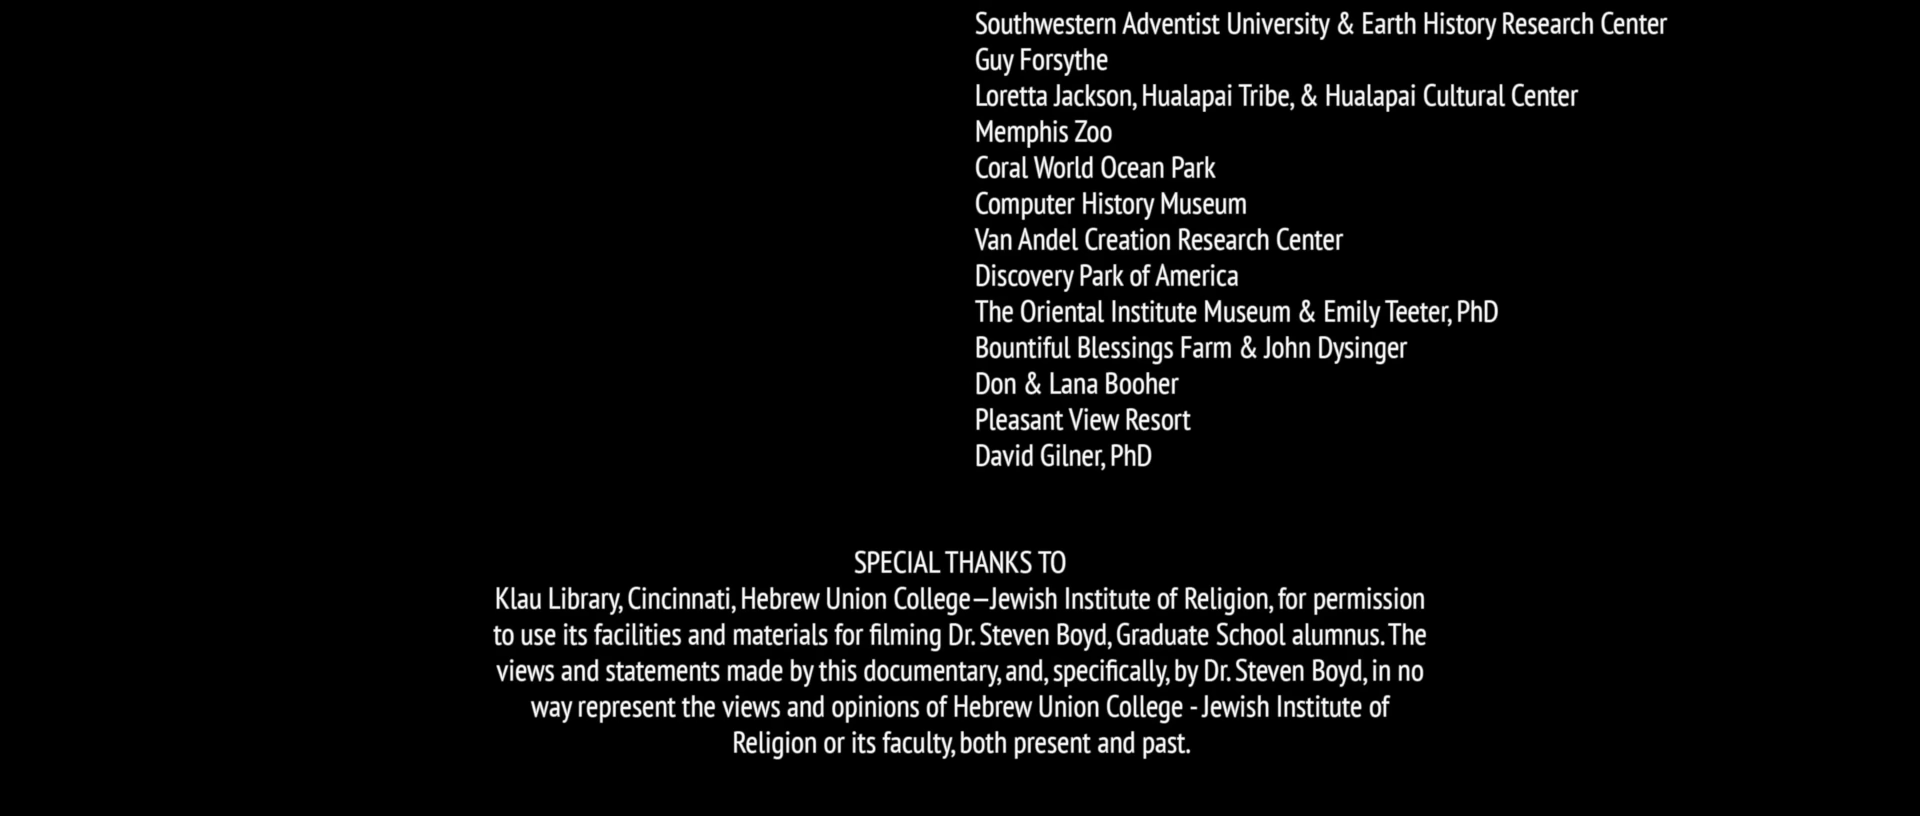 Southwestern Adventist University & Earth History Research Center
Guy Forsythe
Loretta Jackson, Hualapai Tribe, & Hualapai Cultural Center
Memphis Zoo
Coral World Ocean Park
Computer History Museum
Van Andel Creation Research Center
Discovery Park of America
The Oriental Institute Museum & Emily Teeter, PhD
Bountiful Blessings Farm & John Dysinger
Don & Lana Booher
Pleasant View Resort
David Gilner, PhD
SPECIAL THANKS TO
Klau Library, Cincinnati, Hebrew Union College—Jewish Institute of Religion, for permission
to use its facilities and materials for filming Dr. Steven Boyd, Graduate School alumnus. The
views and statements made by this documentary, and, specifically, by Dr. Steven Boyd, in no
way represent the views and opinions of Hebrew Union College - Jewish Institute of
Religion or its faculty, both present and past.